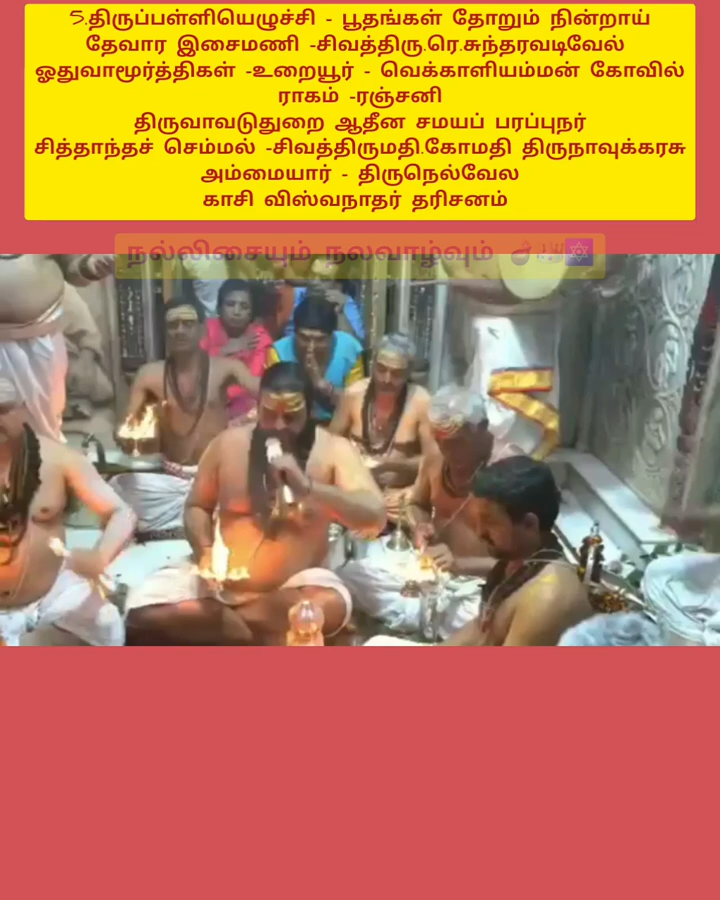 5.திருப்பள்ளியெழுச்சி - பூதங்கள் தோறும் நின்றாய்
தேவார இசைமணி -சிவத்திரு.ரெ.சுந்தரவடிவேல்
ஓதுவாமூர்த்திகள் -உறையூர் - வெக்காளியம்மன் கோவில்
ராகம் -ரஞ்சனி
திருவாவடுதுறை ஆதீன சமயப் பரப்புநர்
சித்தாந்தச் செம்மல் -சிவத்திருமதி.கோமதி திருநாவுக்கரசு
அம்மையார் - திருநெல்வேல
காசி விஸ்வநாதர் தரிசனம்
நல்லிசையும் நலவாழ்வும்